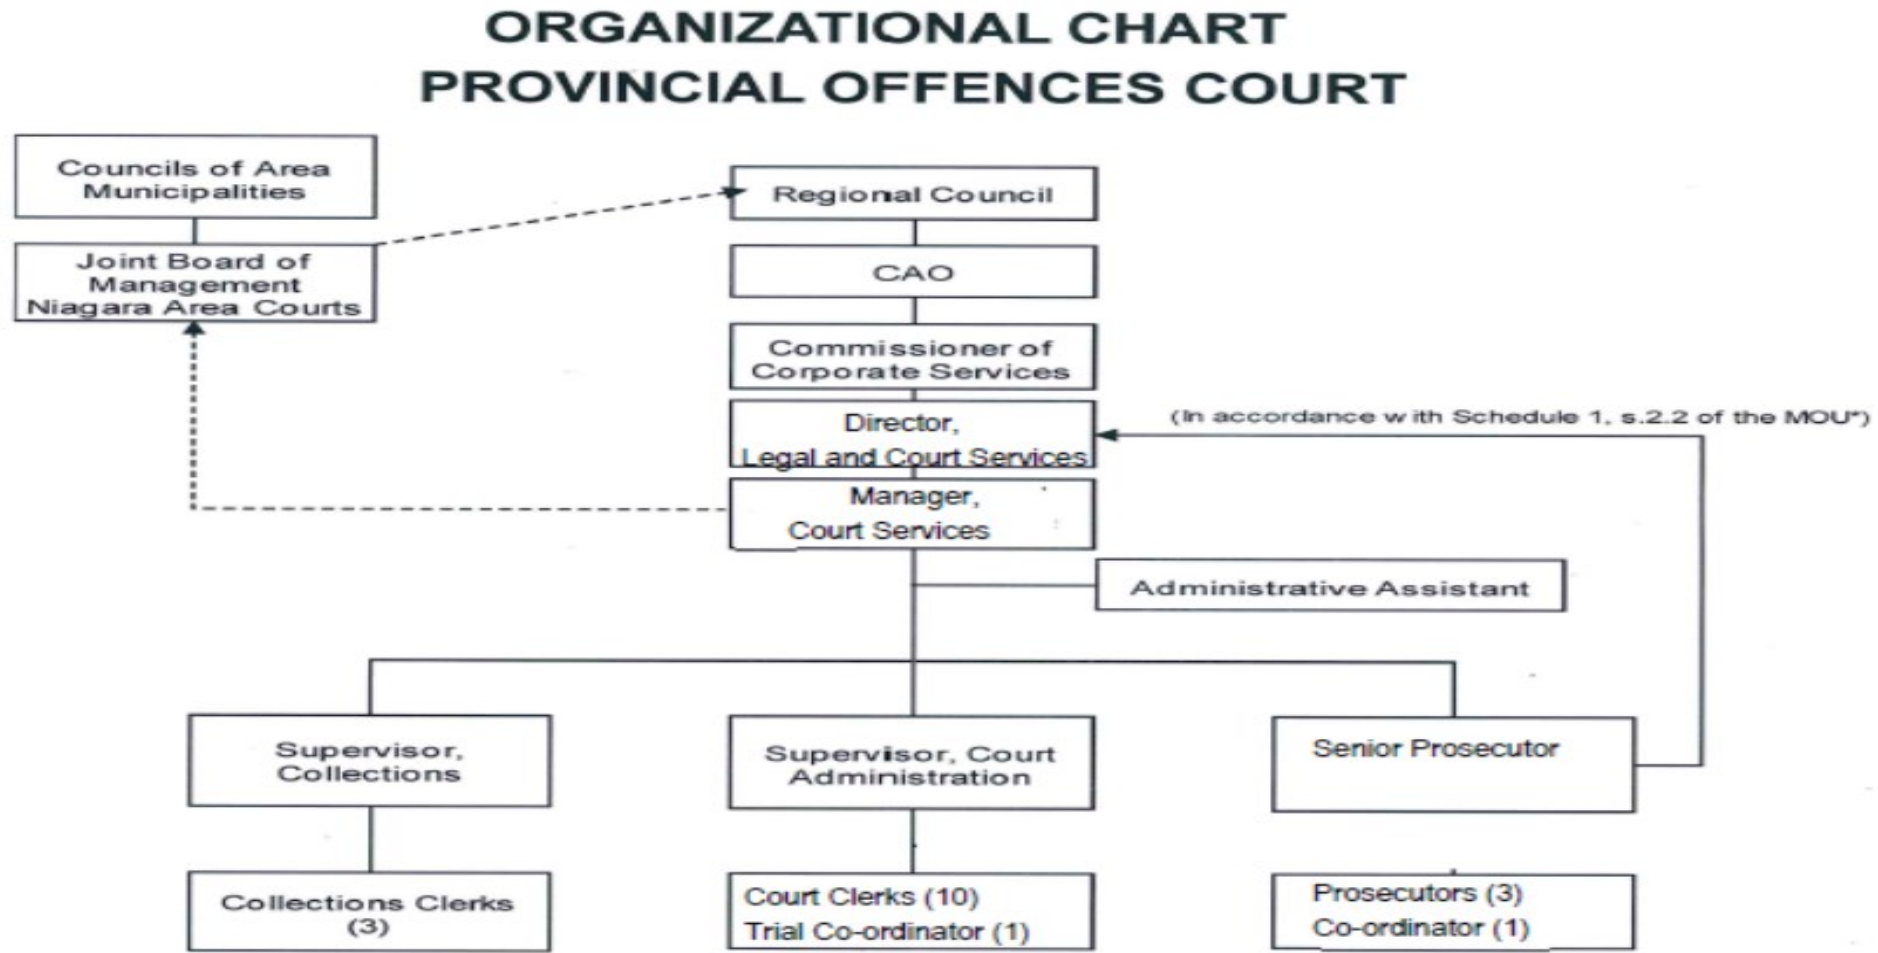 ORGANIZATIONAL CHART
PROVINCIAL OFFENCES COURT
Councils of Area
Municipalities
Joint Board of
Management
Niagara Area Courts
Regional Council
CAO
Commissioner of
Corporate Services
Director,
Legal and Court Services
(In accordance with Schedule 1, s.2.2 of the MOU*)
Manager,
Court Services
Administrative Assistant
Supervisor,
Collections
Supervisor, Court
Administration
Senior Prosecutor
Collections Clerks
(3)
Court Clerks (10)
Trial Co-ordinator (1)
Prosecutors (3)
Co-ordinator (1)